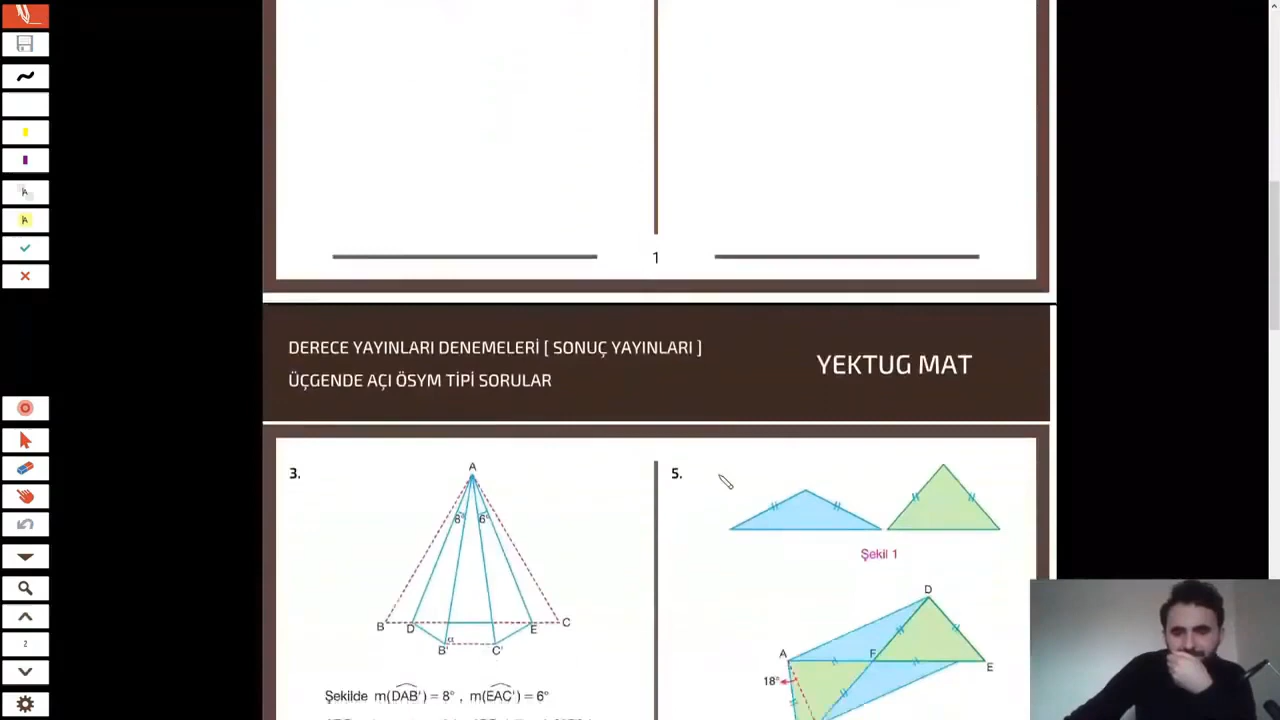 1
DERECE YAYINLARI DENEMELERİ [ SONUÇ YAYINLARI ]
ÜÇGENDE AÇI ÖSYM TİPİ SORULAR
YEKTUG MAT
3.
A
8°
6°
B
D
α
B'
C'
E
C
Şekilde m(DAB') = 8° , m(EAC') = 6°
5.
Şekil 1
D
A
F
E
18°
A
A
2